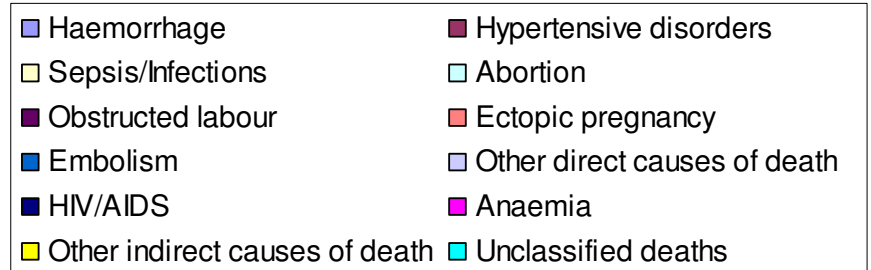 Haemorrhage Hypertensive disorders
Sepsis/Infections Abortion
Obstructed labour Ectopic pregnancy
Embolism Other direct causes of death
HIV/AIDS Anaemia
Other indirect causes of death Unclassified deaths